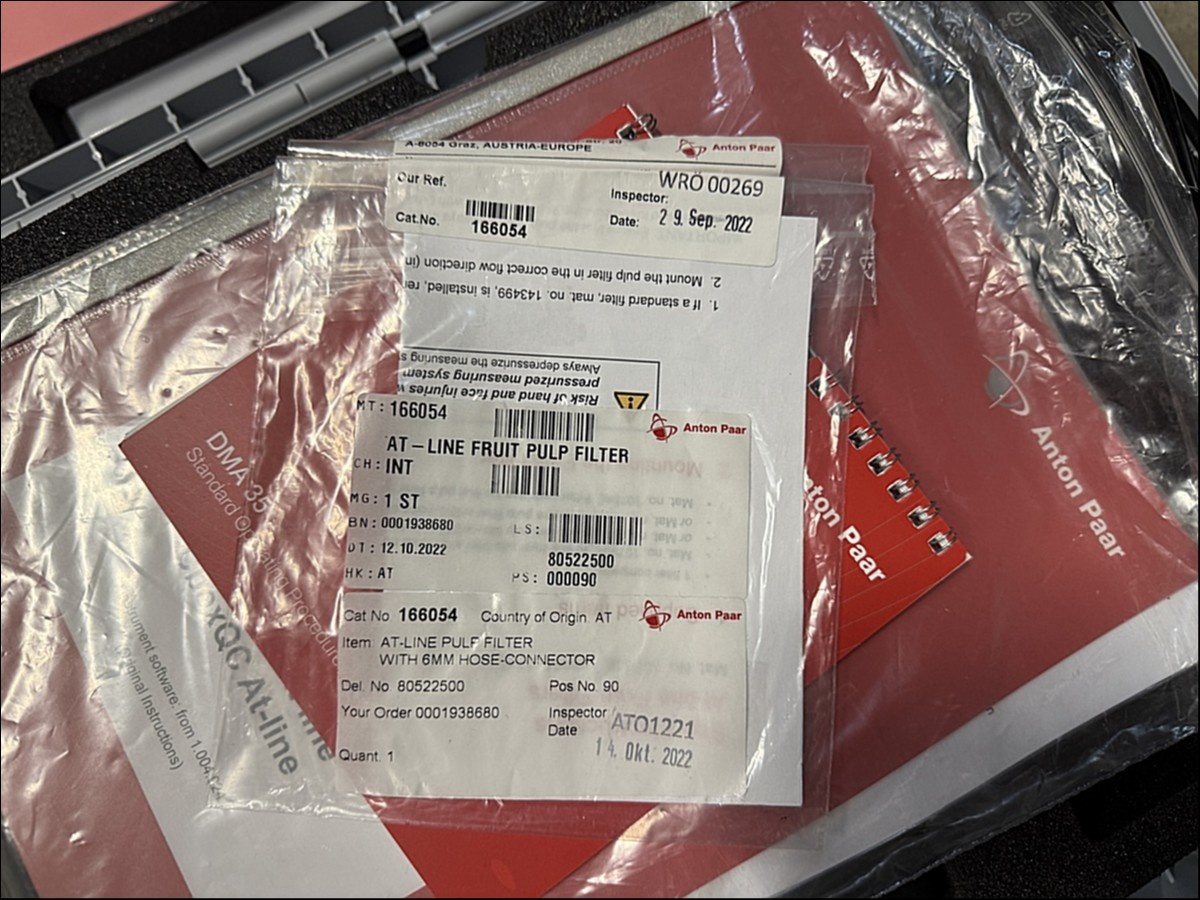 A-8054 Graz, AUSTRIA-EUROPE
Anton Paar
Our Ref.
WRO 00269
Inspector:
Cat.No.
166054
Date: 29. Sep. 2022
2. Mount the pulp filter in the correct flow direction (in
1. If a standard filter, mat. no. 143499, is installed, re
Always depressurize the measuring s
pressurized measuring system
Risk of hand and face injuries
MT: 166054
Anton Paar
AT-LINE FRUIT PULP FILTER
CH: INT
MG: 1 ST
BN: 0001938680
LS:
80522500
DT: 12.10.2022
HK: AT
PS: 000090
Cat No 166054 Country of Origin AT
Anton Paar
Item AT-LINE PULP FILTER
WITH 6MM HOSE-CONNECTOR
Del. No 80522500 Pos No. 90
Your Order 0001938680
Inspector/
Date
ATO1221
14. Okt. 2022
Quant. 1
DMA 35
Standard Operating Procedure
boxQC At-line
Instrument software: from 1.004
Original Instructions)
Anton Paar
Anton Paar